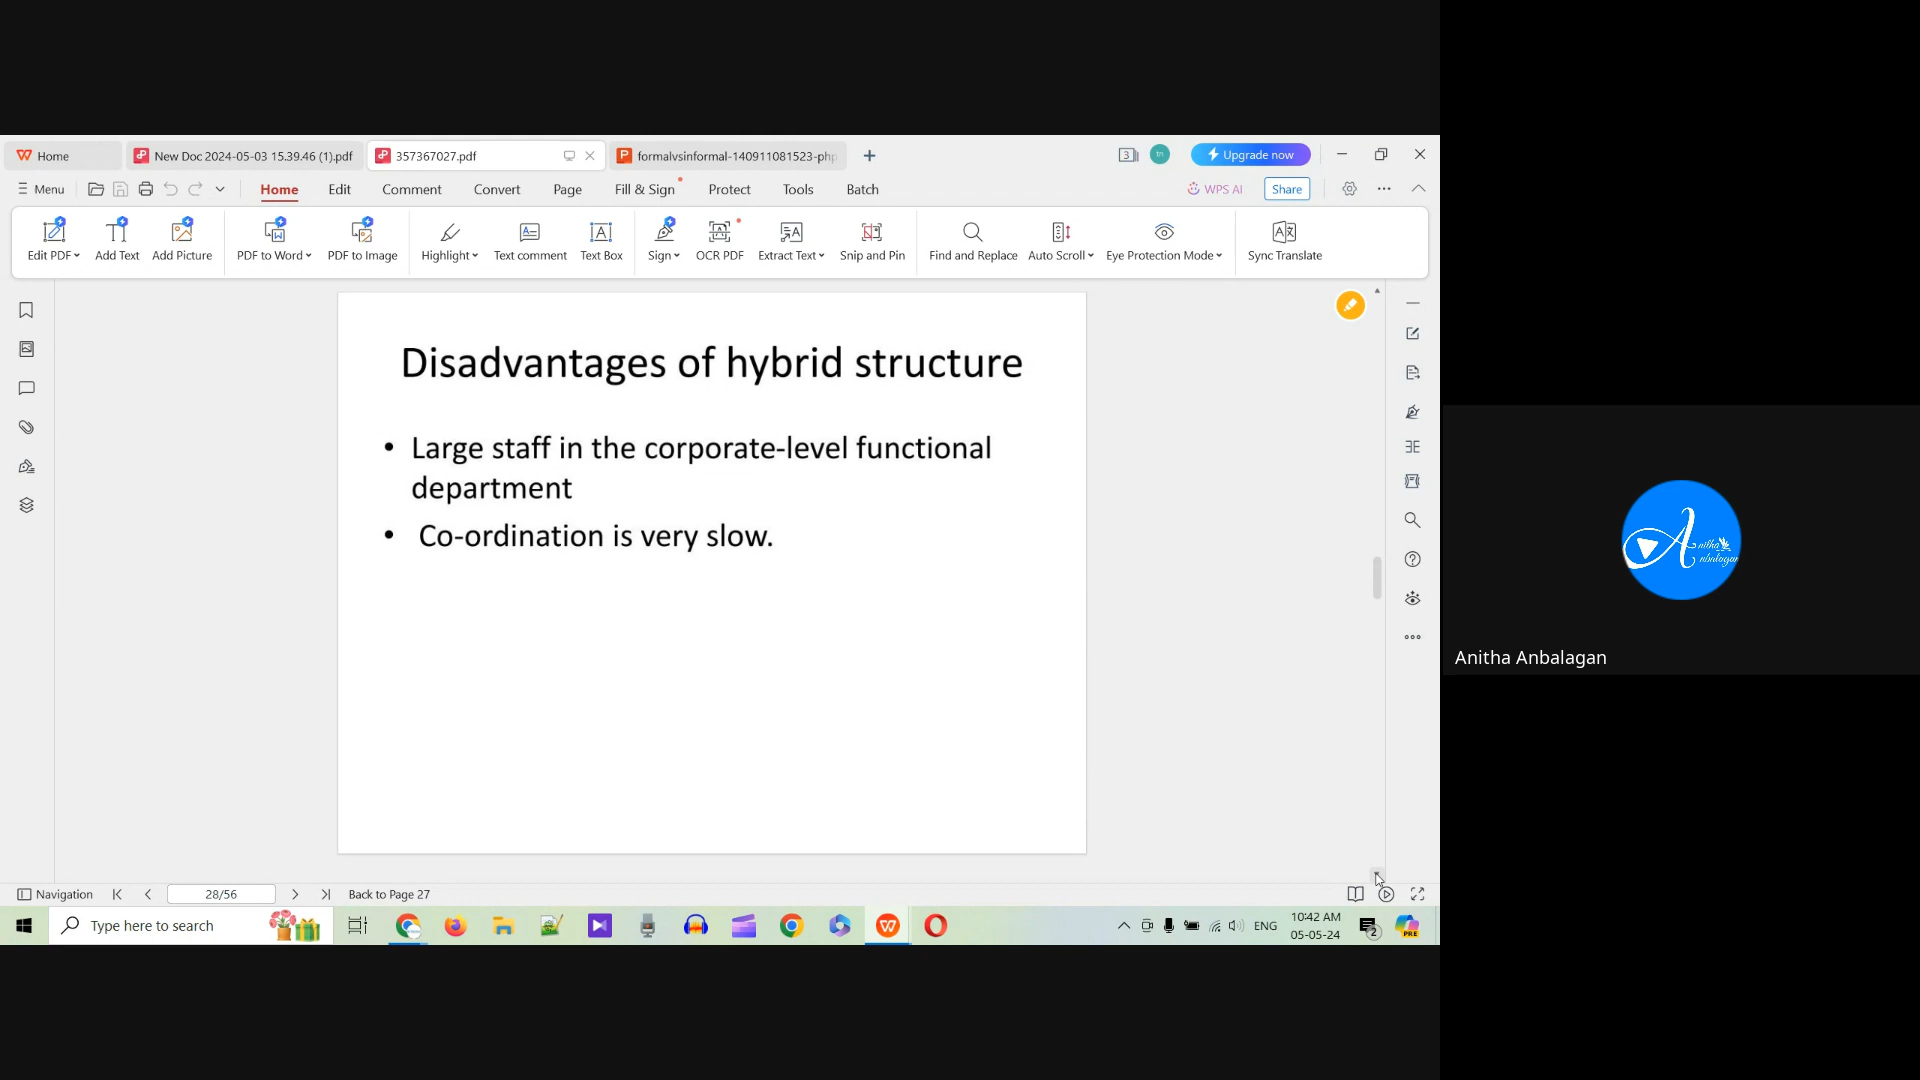 Home
New Doc 2024-05-03 15.39.46 (1).pdf
357367027.pdf
formalvsinformal-140911081523-php
3
Upgrade now
Menu
Home
Edit
Comment
Convert
Page
Fill & Sign
Protect
Tools
Batch
WPS AI
Share
Edit PDF
Add Text
Add Picture
PDF to Word
PDF to Image
Highlight
Text comment
Text Box
Sign
OCR PDF
Extract Text
Snip and Pin
Find and Replace
Auto Scroll
Eye Protection Mode
Sync Translate
Disadvantages of hybrid structure
• Large staff in the corporate-level functional
department
• Co-ordination is very slow.
Anitha Anbalagan
Navigation
28/56
Back to Page 27
Type here to search
ENG
10:42 AM
05-05-24
2
PRE